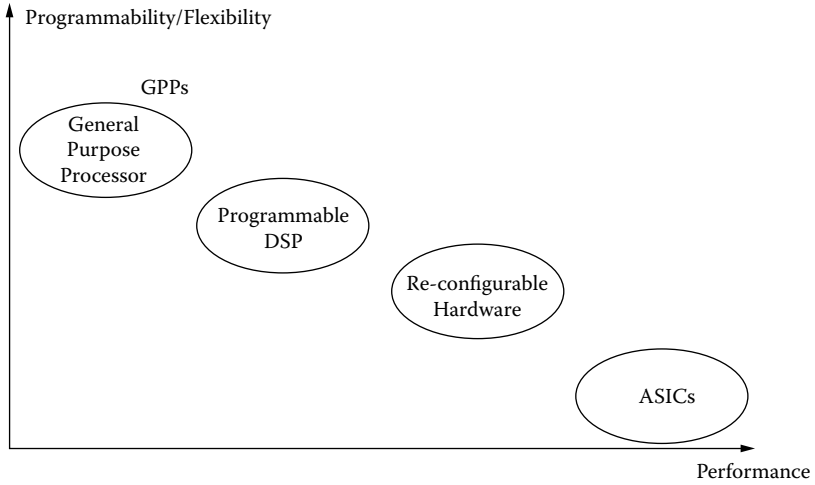 Programmability/Flexibility
GPPs
General
Purpose
Processor
Programmable
DSP
Re-configurable
Hardware
ASICs
Performance